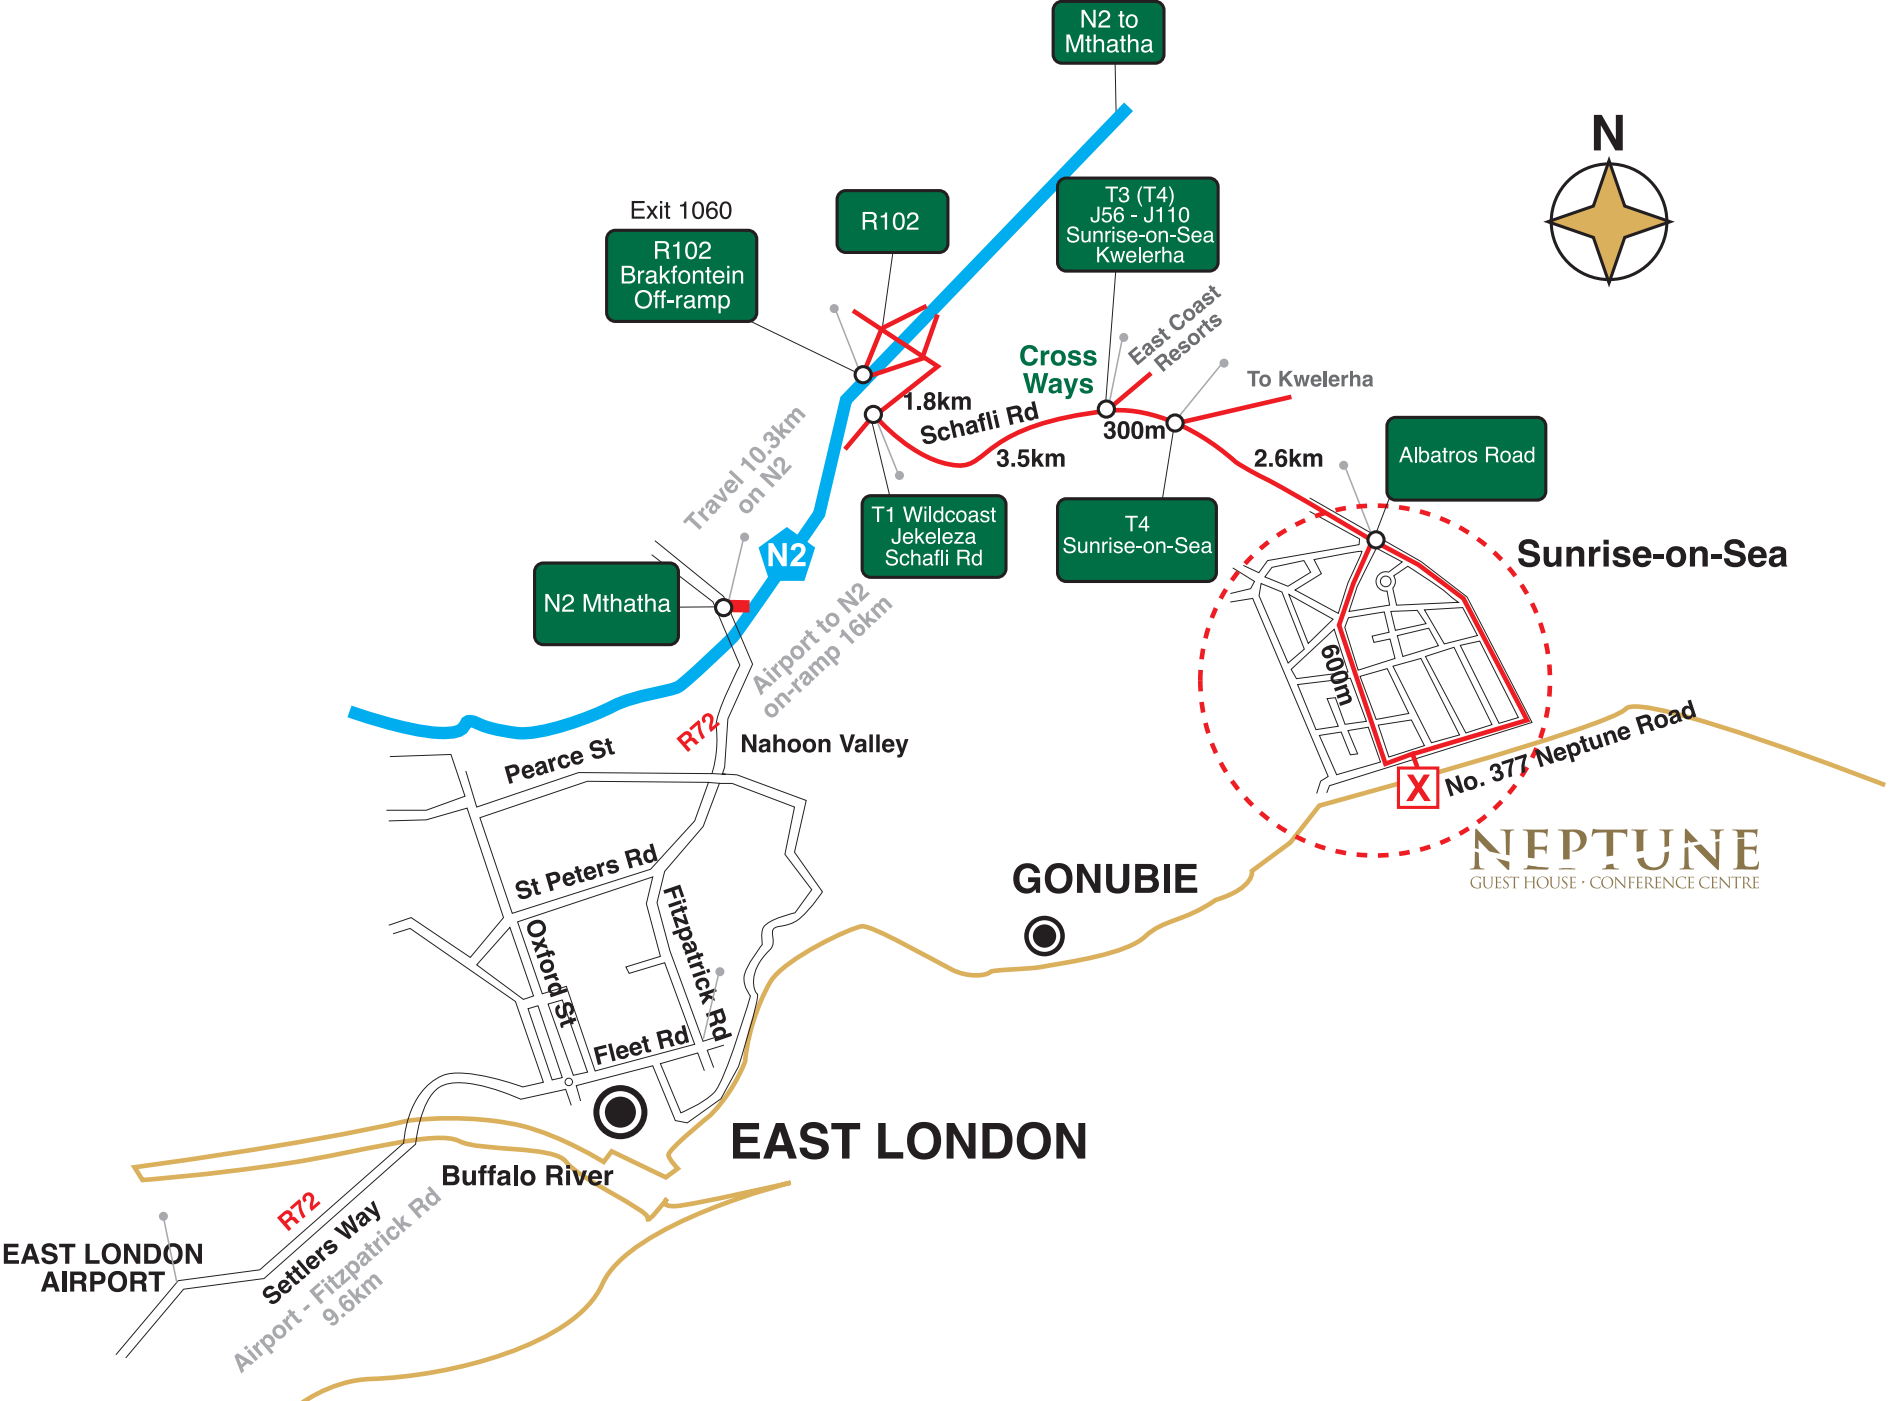 N2 to
Mthatha
N
Exit 1060
R102
Brakfontein
Off-ramp
R102
T3 (T4)
J56 - J110
Sunrise-on-Sea
Kwelerha
East Coast
Resorts
Cross
Ways
To Kwelerha
1.8km
Schafli Rd
300m
3.5km
2.6km
Albatros Road
Travel 10.3km
on N2
T1 Wildcoast
Jekeleza
Schafli Rd
T4
Sunrise-on-Sea
N2
Sunrise-on-Sea
N2 Mthatha
Airport to N2
on-ramp 16km
600m
R72
Nahoon Valley
Pearce St
No. 377 Neptune Road
X
NEPTUNE
GUEST HOUSE · CONFERENCE CENTRE
St Peters Rd
GONUBIE
Fitzpatrick Rd
Oxford St
Fleet Rd
EAST LONDON
Buffalo River
R72
Settlers Way
EAST LONDON
AIRPORT
Airport - Fitzpatrick Rd
9.6km